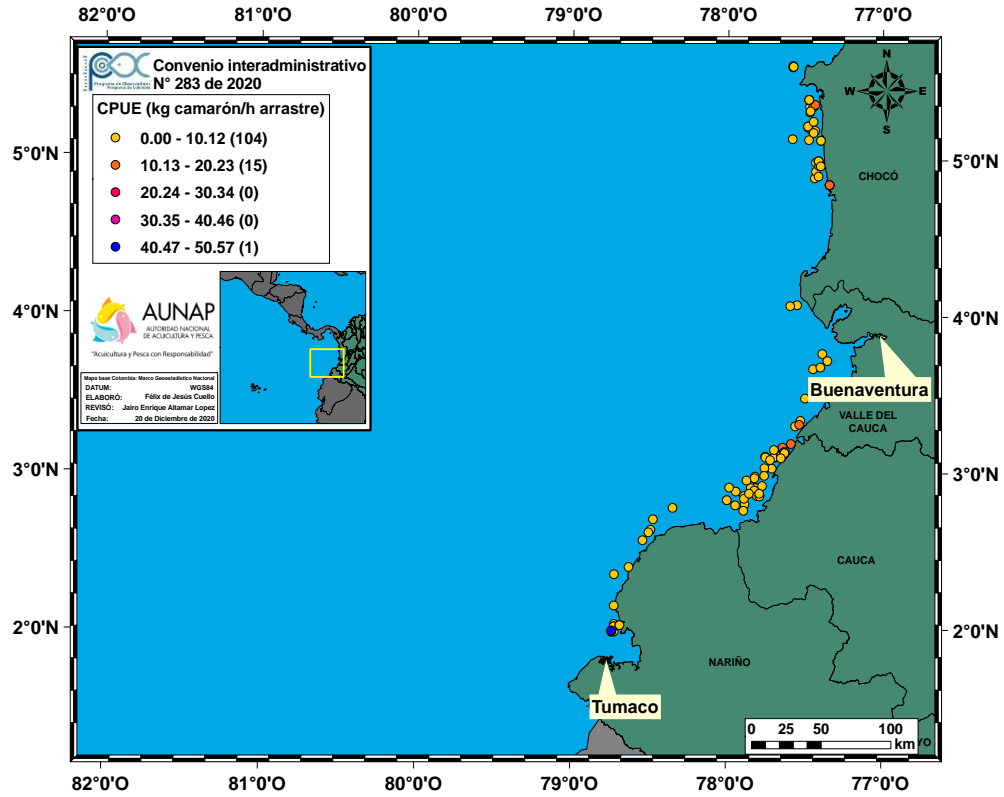 82°0'O 81°0'O 80°0'O 79°0'O 78°0'O 77°0'O
Convenio interadministrativo
N° 283 de 2020
CPUE (kg camarón/h arrastre)
0.00 - 10.12 (104)
10.13 - 20.23 (15)
20.24 - 30.34 (0)
30.35 - 40.46 (0)
40.47 - 50.57 (1)
AUNAP
AUTORIDAD NACIONAL
DE ACUICULTURA Y PESCA
"Acuicultura y Pesca con Responsabilidad"
Mapa base Colombia: Marco Geoestadístico Nacional
DATUM: WGS84
ELABORÓ: Félix de Jesús Cuello
REVISÓ: Jairo Enrique Altamar Lopez
Fecha: 20 de Diciembre de 2020
N
W E
S
5°0'N 5°0'N
CHOCÓ
4°0'N 4°0'N
Buenaventura
VALLE DEL
CAUCA
3°0'N 3°0'N
CAUCA
2°0'N 2°0'N
NARIÑO
Tumaco
0 25 50 100
km
YO
82°0'O 81°0'O 80°0'O 79°0'O 78°0'O 77°0'O